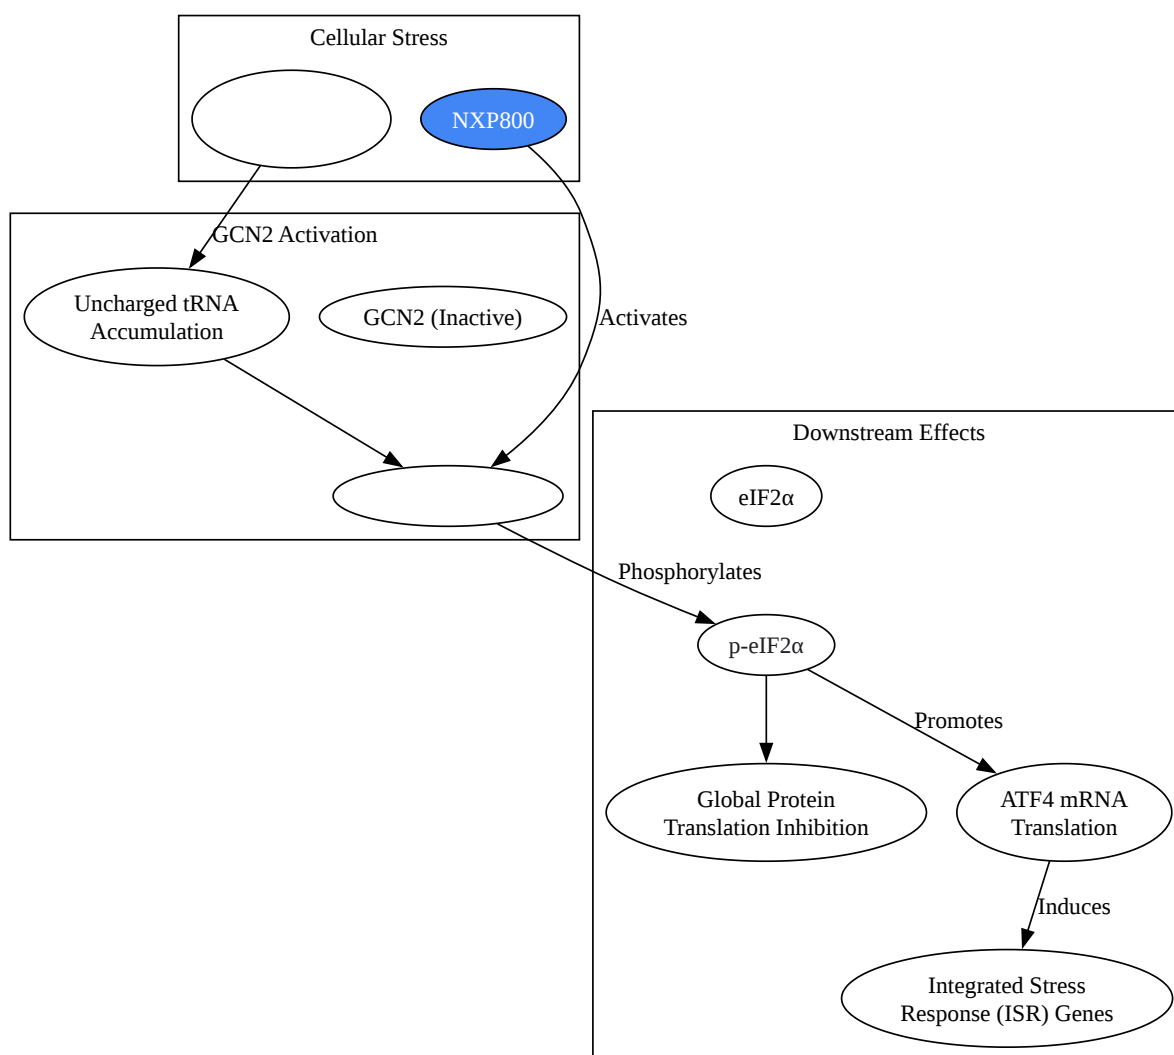 Cellular Stress
NXP800
GCN2 Activation
Uncharged tRNA
Accumulation
GCN2 (Inactive)
Activates
Downstream Effects
eIF2α
Phosphorylates
p-eIF2α
Promotes
Global Protein
Translation Inhibition
ATF4 mRNA
Translation
Induces
Integrated Stress
Response (ISR) Genes